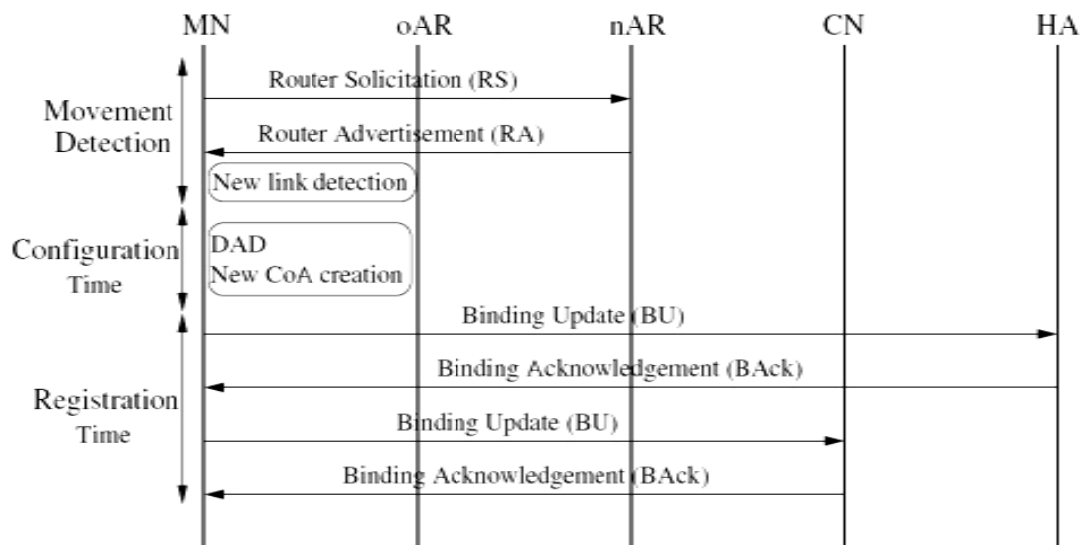 MN oAR nAR CN HA
Router Solicitation (RS)
Movement
Detection
Router Advertisement (RA)
New link detection
Configuration
Time
DAD
New CoA creation
Binding Update (BU)
Binding Acknowledgement (BAck)
Registration
Time
Binding Update (BU)
Binding Acknowledgement (BAck)